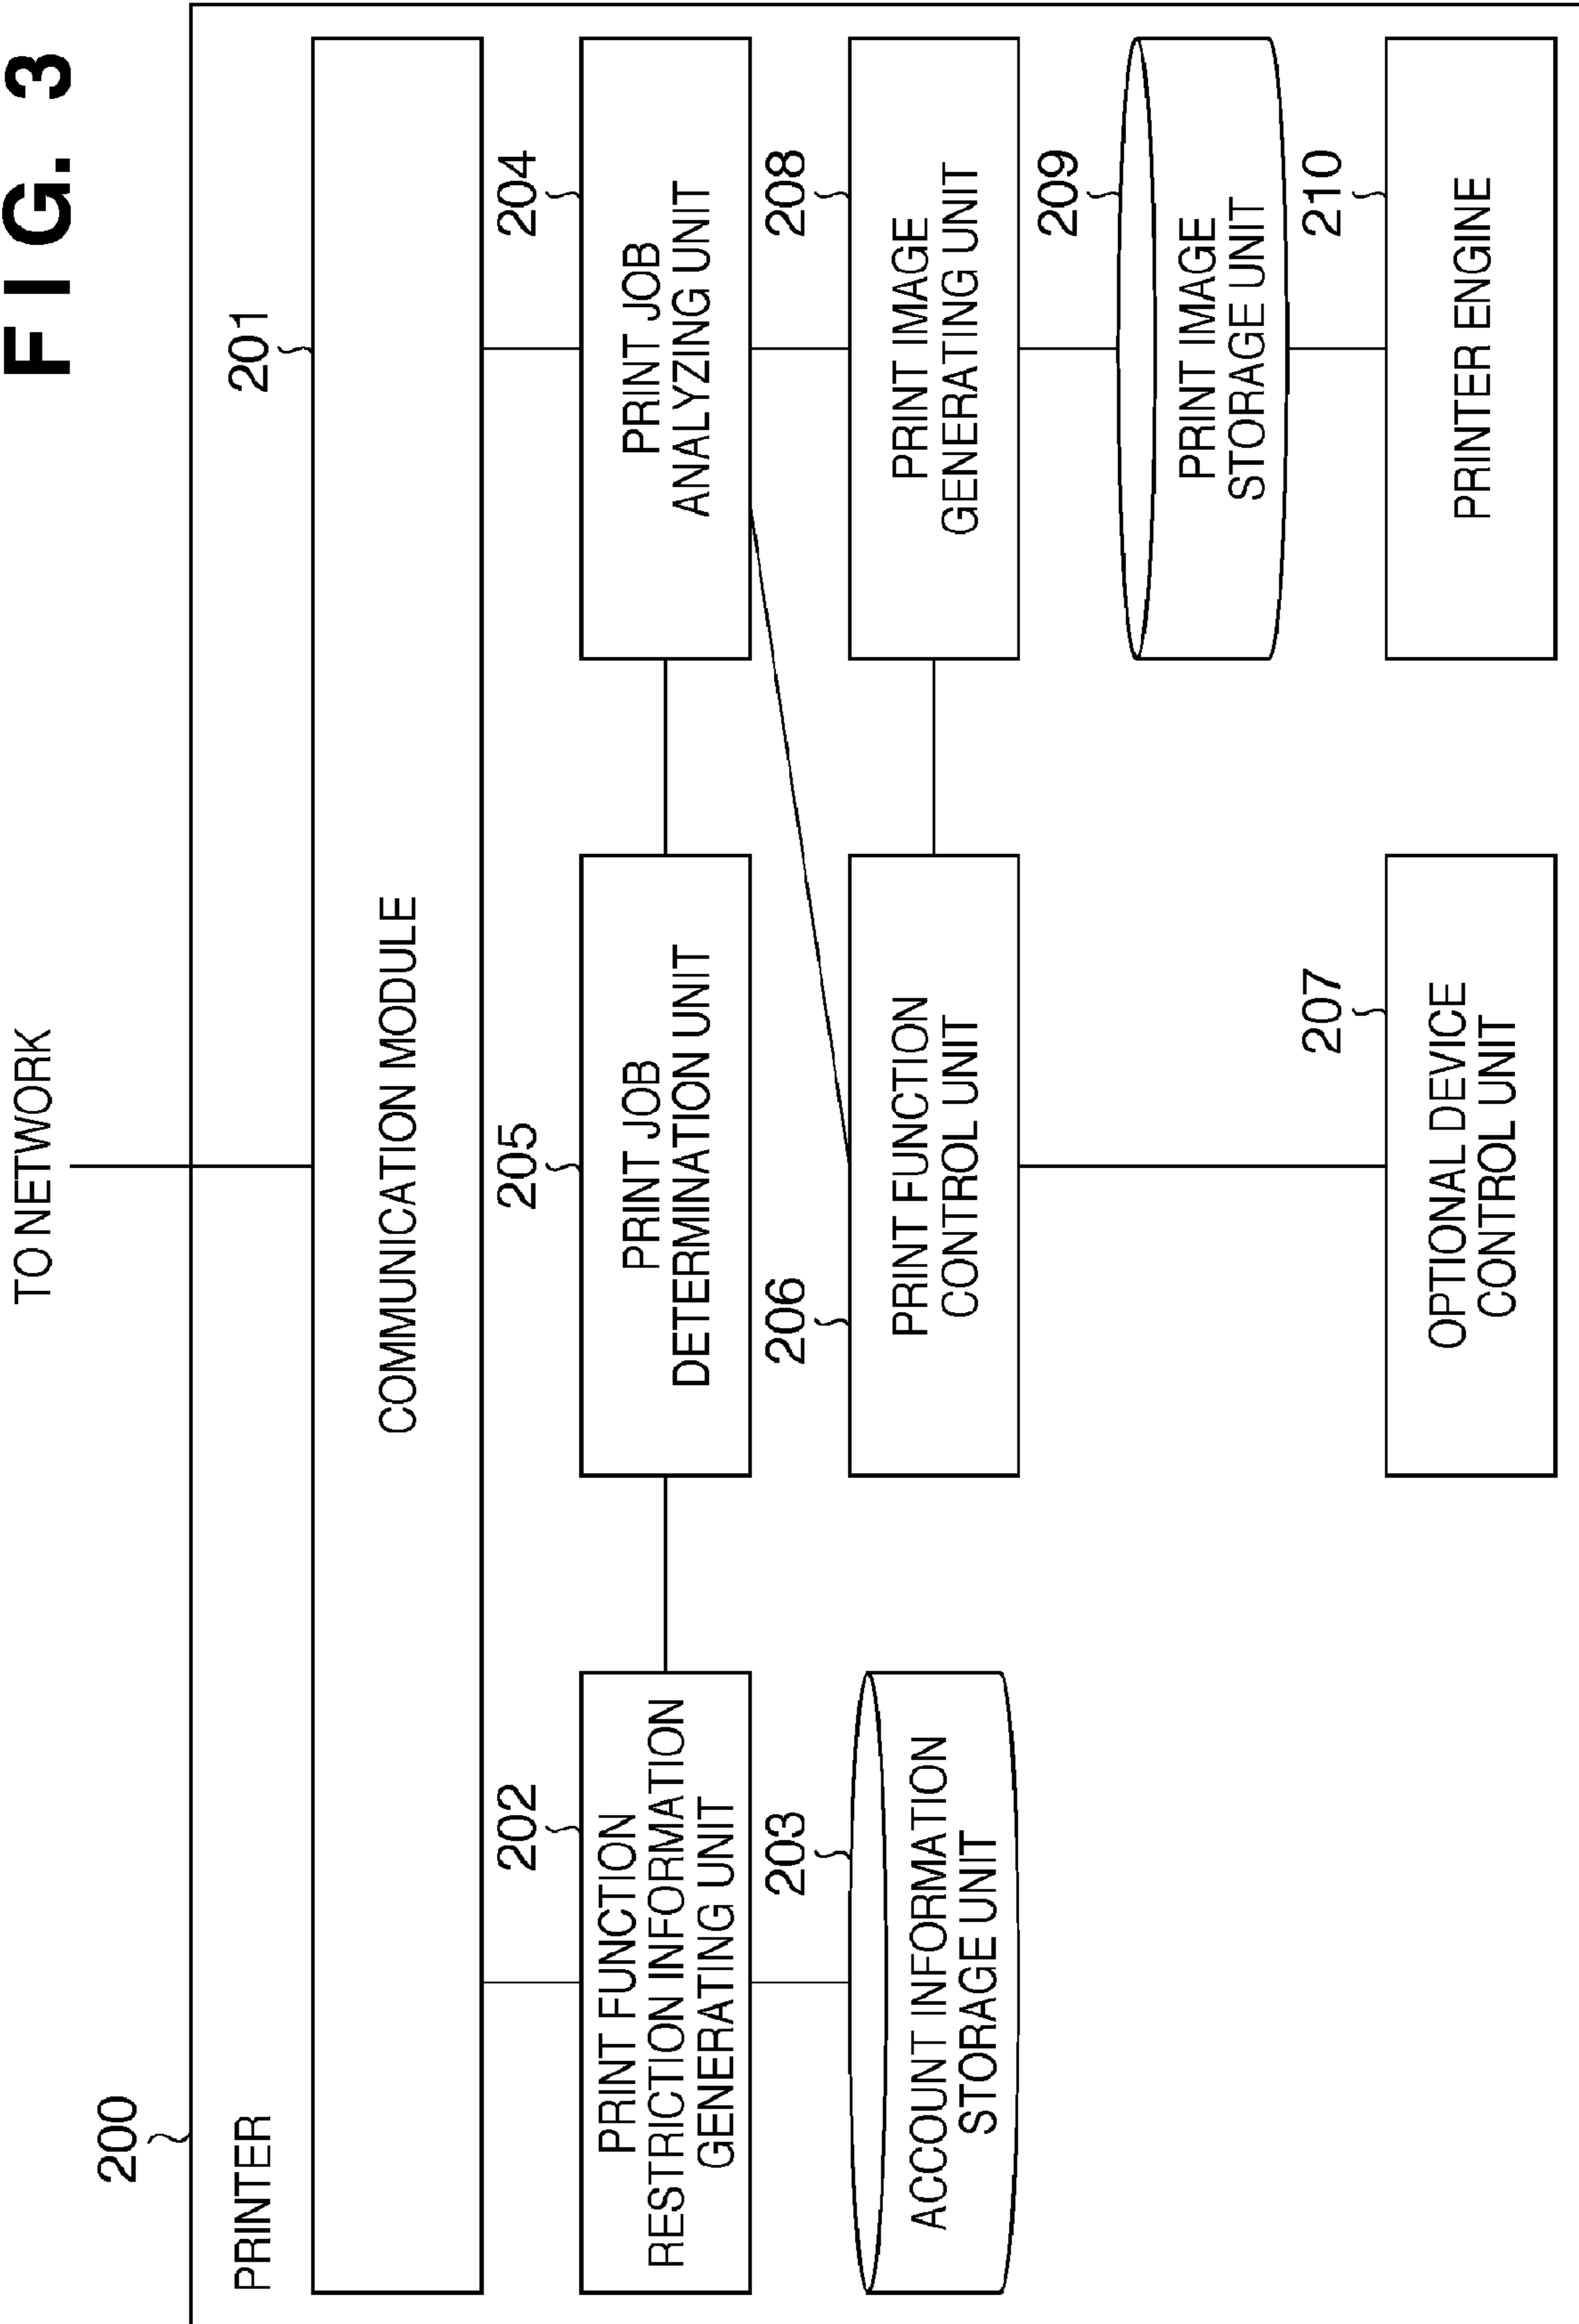 FIG. 3
TO NETWORK
200
PRINTER
201
COMMUNICATION MODULE
202
PRINT FUNCTION
RESTRICTION INFORMATION
GENERATING UNIT
205
PRINT JOB
DETERMINATION UNIT
204
PRINT JOB
ANALYZING UNIT
203
ACCOUNT INFORMATION
STORAGE UNIT
206
PRINT FUNCTION
CONTROL UNIT
208
PRINT IMAGE
GENERATING UNIT
209
PRINT IMAGE
STORAGE UNIT
207
OPTIONAL DEVICE
CONTROL UNIT
210
PRINTER ENGINE